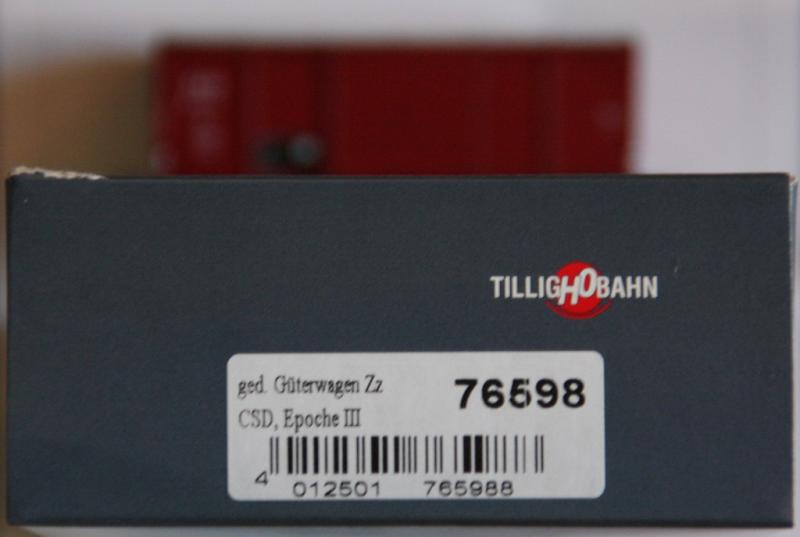 TILLIGH0BAHN
ged. Güterwagen Zz
76598
CSD, Epoche III
4 012501 765988